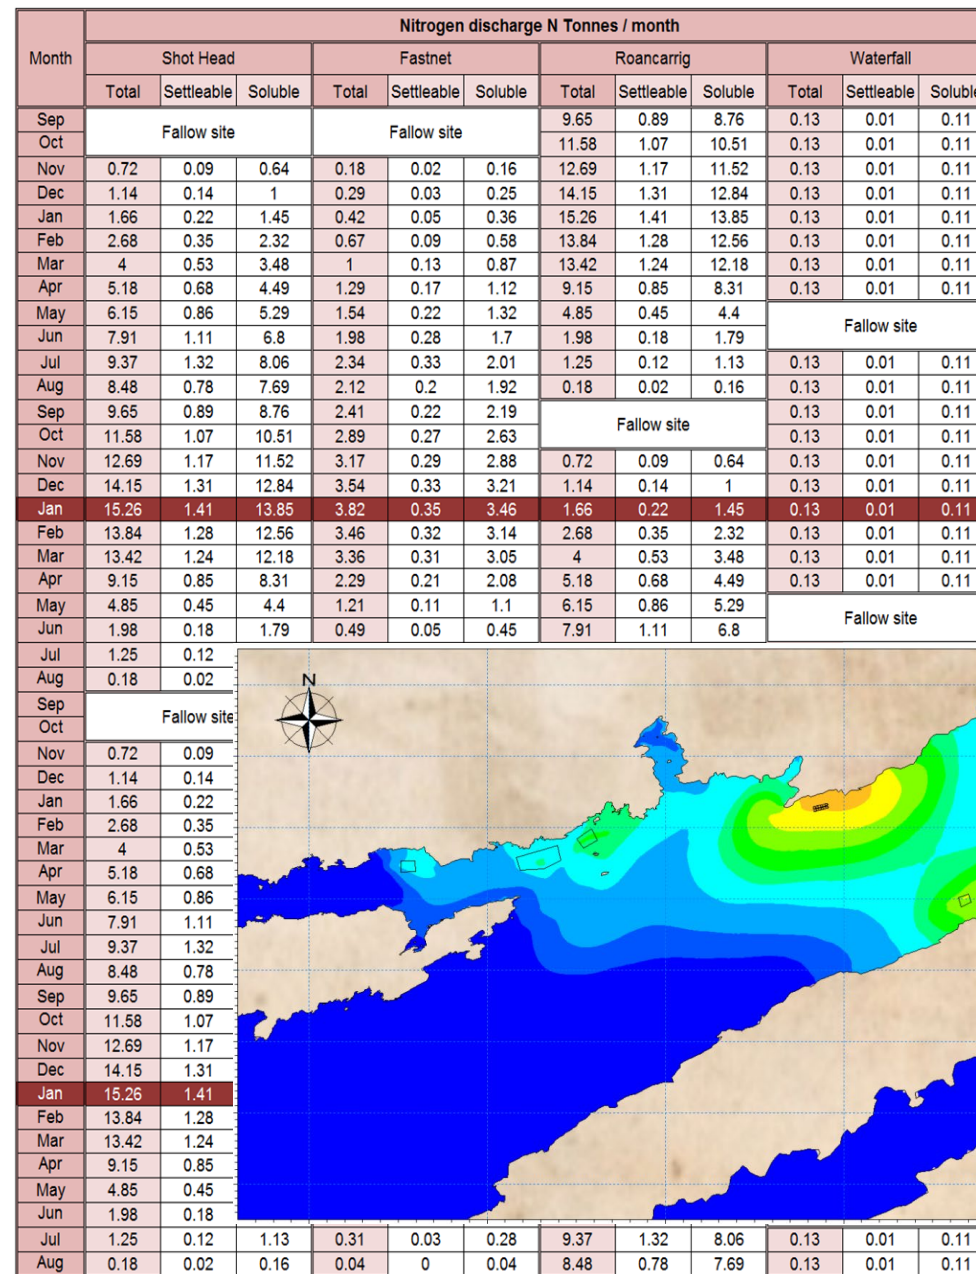 Nitrogen discharge N Tonnes / month
Month Shot Head Fastnet Roancarrig Waterfall
Total Settleable Soluble Total Settleable Soluble Total Settleable Soluble Total Settleable Soluble
Sep Fallow site Fallow site 9.65 0.89 8.76 0.13 0.01 0.11
Oct 11.58 1.07 10.51 0.13 0.01 0.11
Nov 0.72 0.09 0.64 0.18 0.02 0.16 12.69 1.17 11.52 0.13 0.01 0.11
Dec 1.14 0.14 1 0.29 0.03 0.25 14.15 1.31 12.84 0.13 0.01 0.11
Jan 1.66 0.22 1.45 0.42 0.05 0.36 15.26 1.41 13.85 0.13 0.01 0.11
Feb 2.68 0.35 2.32 0.67 0.09 0.58 13.84 1.28 12.56 0.13 0.01 0.11
Mar 4 0.53 3.48 1 0.13 0.87 13.42 1.24 12.18 0.13 0.01 0.11
Apr 5.18 0.68 4.49 1.29 0.17 1.12 9.15 0.85 8.31 0.13 0.01 0.11
May 6.15 0.86 5.29 1.54 0.22 1.32 4.85 0.45 4.4 Fallow site
Jun 7.91 1.11 6.8 1.98 0.28 1.7 1.98 0.18 1.79
Jul 9.37 1.32 8.06 2.34 0.33 2.01 1.25 0.12 1.13 0.13 0.01 0.11
Aug 8.48 0.78 7.69 2.12 0.2 1.92 0.18 0.02 0.16 0.13 0.01 0.11
Sep 9.65 0.89 8.76 2.41 0.22 2.19 Fallow site 0.13 0.01 0.11
Oct 11.58 1.07 10.51 2.89 0.27 2.63 0.13 0.01 0.11
Nov 12.69 1.17 11.52 3.17 0.29 2.88 0.72 0.09 0.64 0.13 0.01 0.11
Dec 14.15 1.31 12.84 3.54 0.33 3.21 1.14 0.14 1 0.13 0.01 0.11
Jan 15.26 1.41 13.85 3.82 0.35 3.46 1.66 0.22 1.45 0.13 0.01 0.11
Feb 13.84 1.28 12.56 3.46 0.32 3.14 2.68 0.35 2.32 0.13 0.01 0.11
Mar 13.42 1.24 12.18 3.36 0.31 3.05 4 0.53 3.48 0.13 0.01 0.11
Apr 9.15 0.85 8.31 2.29 0.21 2.08 5.18 0.68 4.49 0.13 0.01 0.11
May 4.85 0.45 4.4 1.21 0.11 1.1 6.15 0.86 5.29 Fallow site
Jun 1.98 0.18 1.79 0.49 0.05 0.45 7.91 1.11 6.8
Jul 1.25 0.12
Aug 0.18 0.02 N
Sep Fallow site
Oct
Nov 0.72 0.09
Dec 1.14 0.14
Jan 1.66 0.22
Feb 2.68 0.35
Mar 4 0.53
Apr 5.18 0.68
May 6.15 0.86
Jun 7.91 1.11
Jul 9.37 1.32
Aug 8.48 0.78
Sep 9.65 0.89
Oct 11.58 1.07
Nov 12.69 1.17
Dec 14.15 1.31
Jan 15.26 1.41
Feb 13.84 1.28
Mar 13.42 1.24
Apr 9.15 0.85
May 4.85 0.45
Jun 1.98 0.18
Jul 1.25 0.12 1.13 0.31 0.03 0.28 9.37 1.32 8.06 0.13 0.01 0.11
Aug 0.18 0.02 0.16 0.04 0 0.04 8.48 0.78 7.69 0.13 0.01 0.11